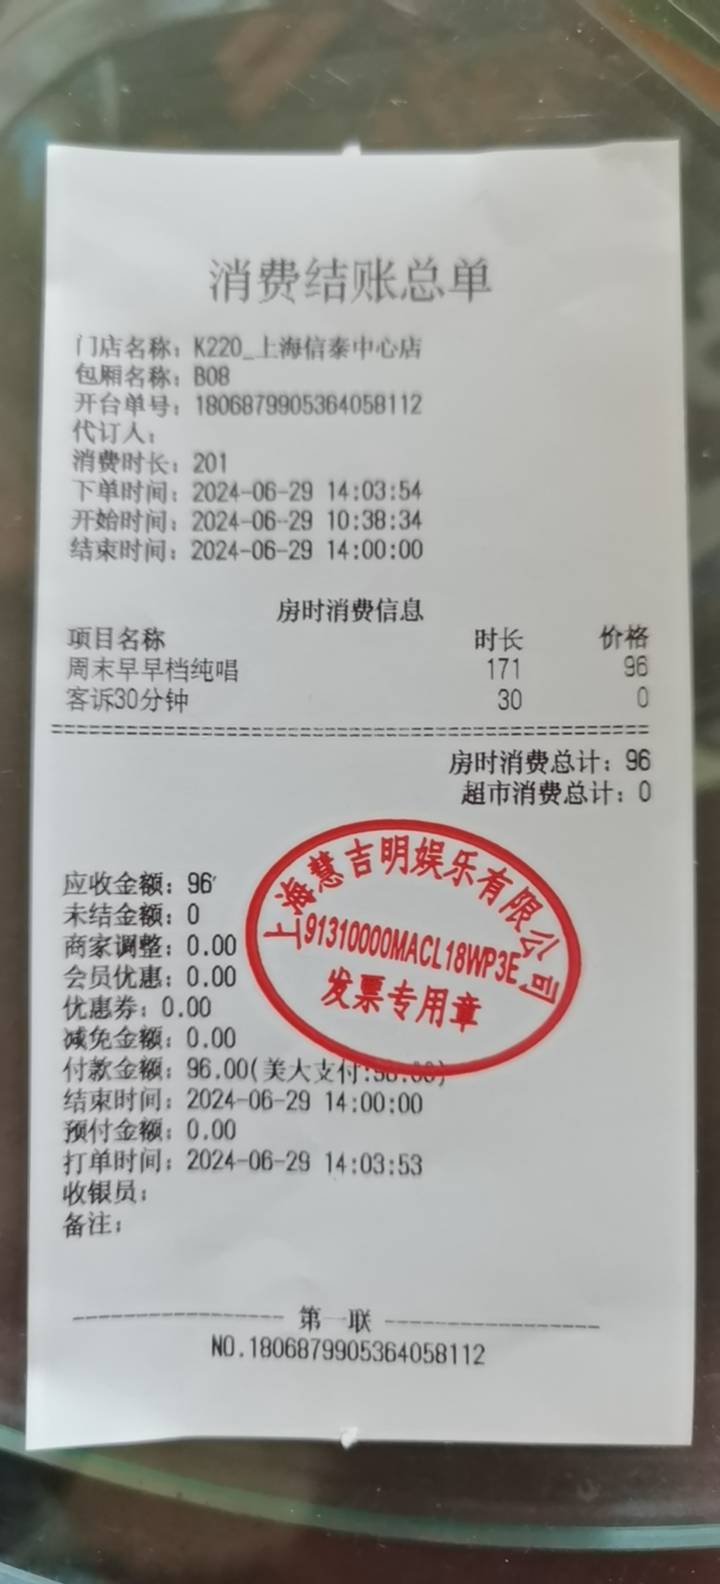 消费结账总单
门店名称：K220_上海信泰中心店
包厢名称：B08
开台单号：1806879905364058112
代订人：
消费时长：201
下单时间：2024-06-29 14:03:54
开始时间：2024-06-29 10:38:34
结束时间：2024-06-29 14:00:00
房时消费信息
项目名称 时长 价格
周末早早档纯唱 171 96
客诉30分钟 30 0
房时消费总计：96
超市消费总计：0
上海慧吉明娱乐有限公司
91310000MACL18WP3E
发票专用章
应收金额：96
未结金额：0
商家调整：0.00
会员优惠：0.00
优惠券：0.00
减免金额：0.00
付款金额：96.00(美大支付:96.00)
结束时间：2024-06-29 14:00:00
预付金额：0.00
打单时间：2024-06-29 14:03:53
收银员：
备注：
第一联
NO.1806879905364058112